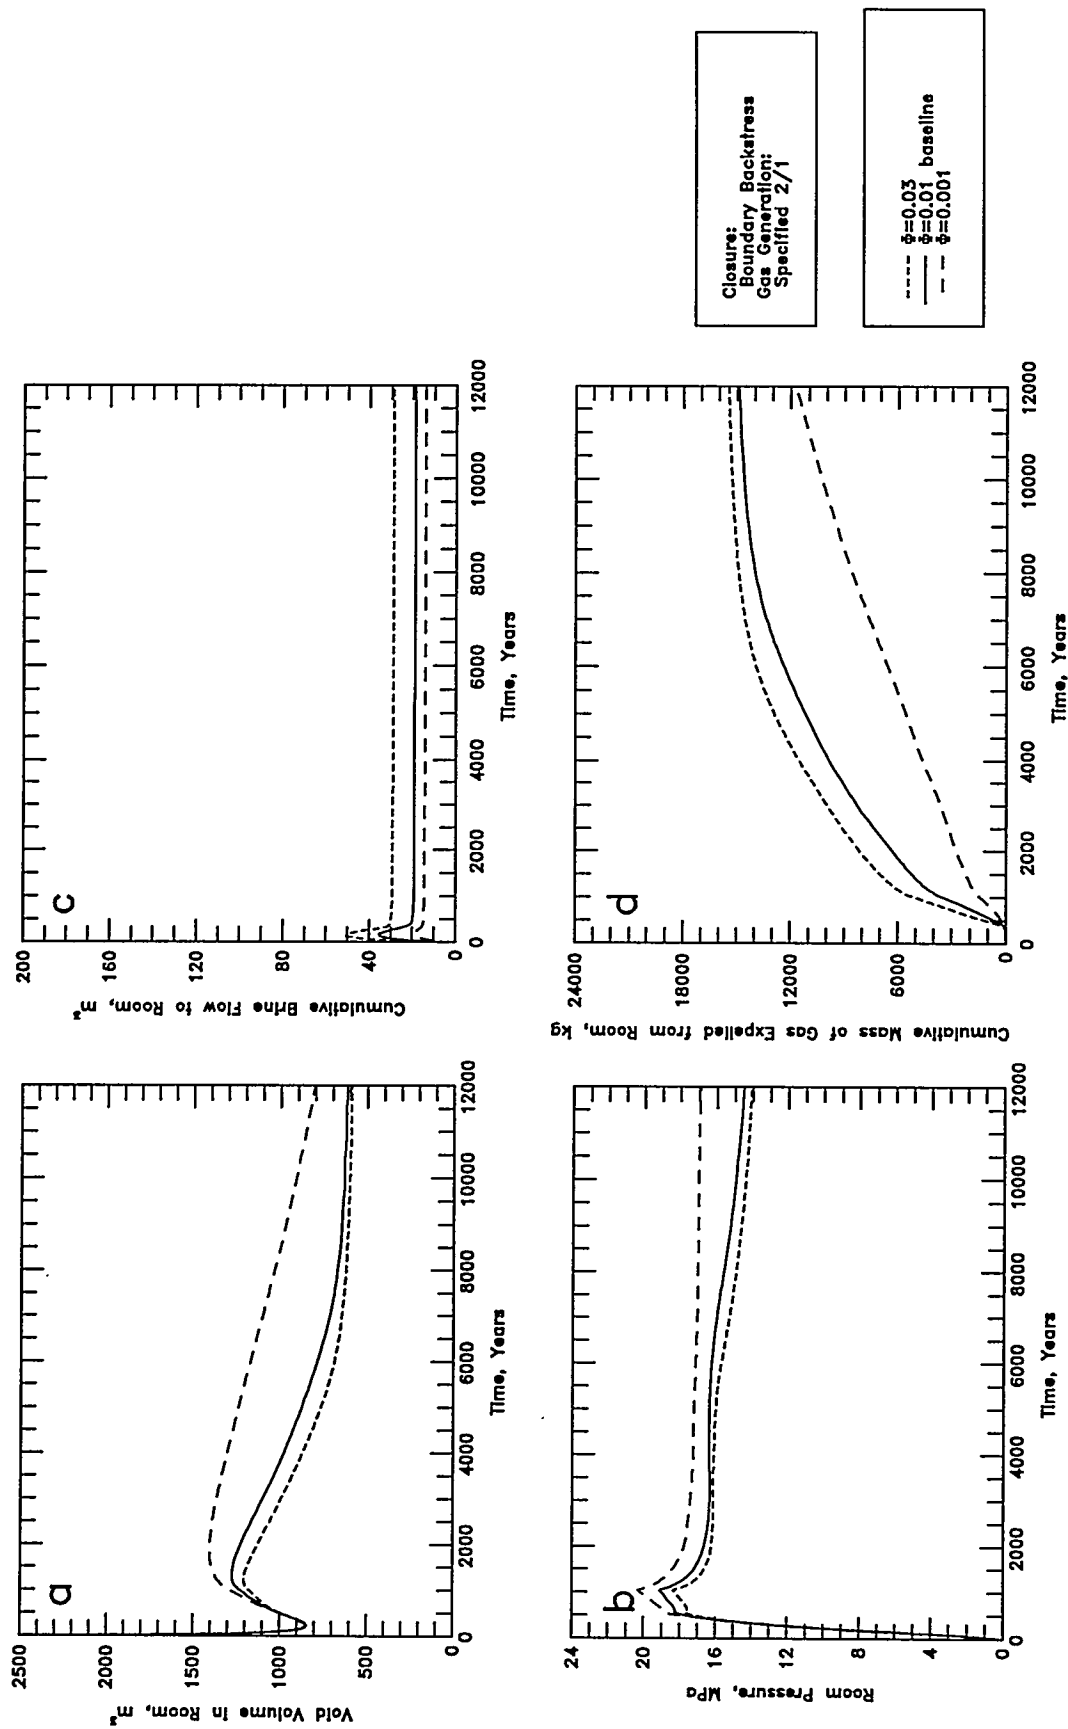 a
Void Volume in Room, m³
2500
2000
1500
1000
500
0
0 2000 4000 6000 8000 10000 12000
Time, Years
b
Room Pressure, MPa
24
20
16
12
8
4
0
0 2000 4000 6000 8000 10000 12000
Time, Years
c
Cumulative Brine Flow to Room, m³
200
160
120
80
40
0
0 2000 4000 6000 8000 10000 12000
Time, Years
d
Cumulative Mass of Gas Expelled from Room, kg
24000
18000
12000
6000
0
0 2000 4000 6000 8000 10000 12000
Time, Years
Closure:
Boundary Backstress
Gas Generation:
Specified 2/1
Φ=0.03
Φ=0.01 baseline
Φ=0.001